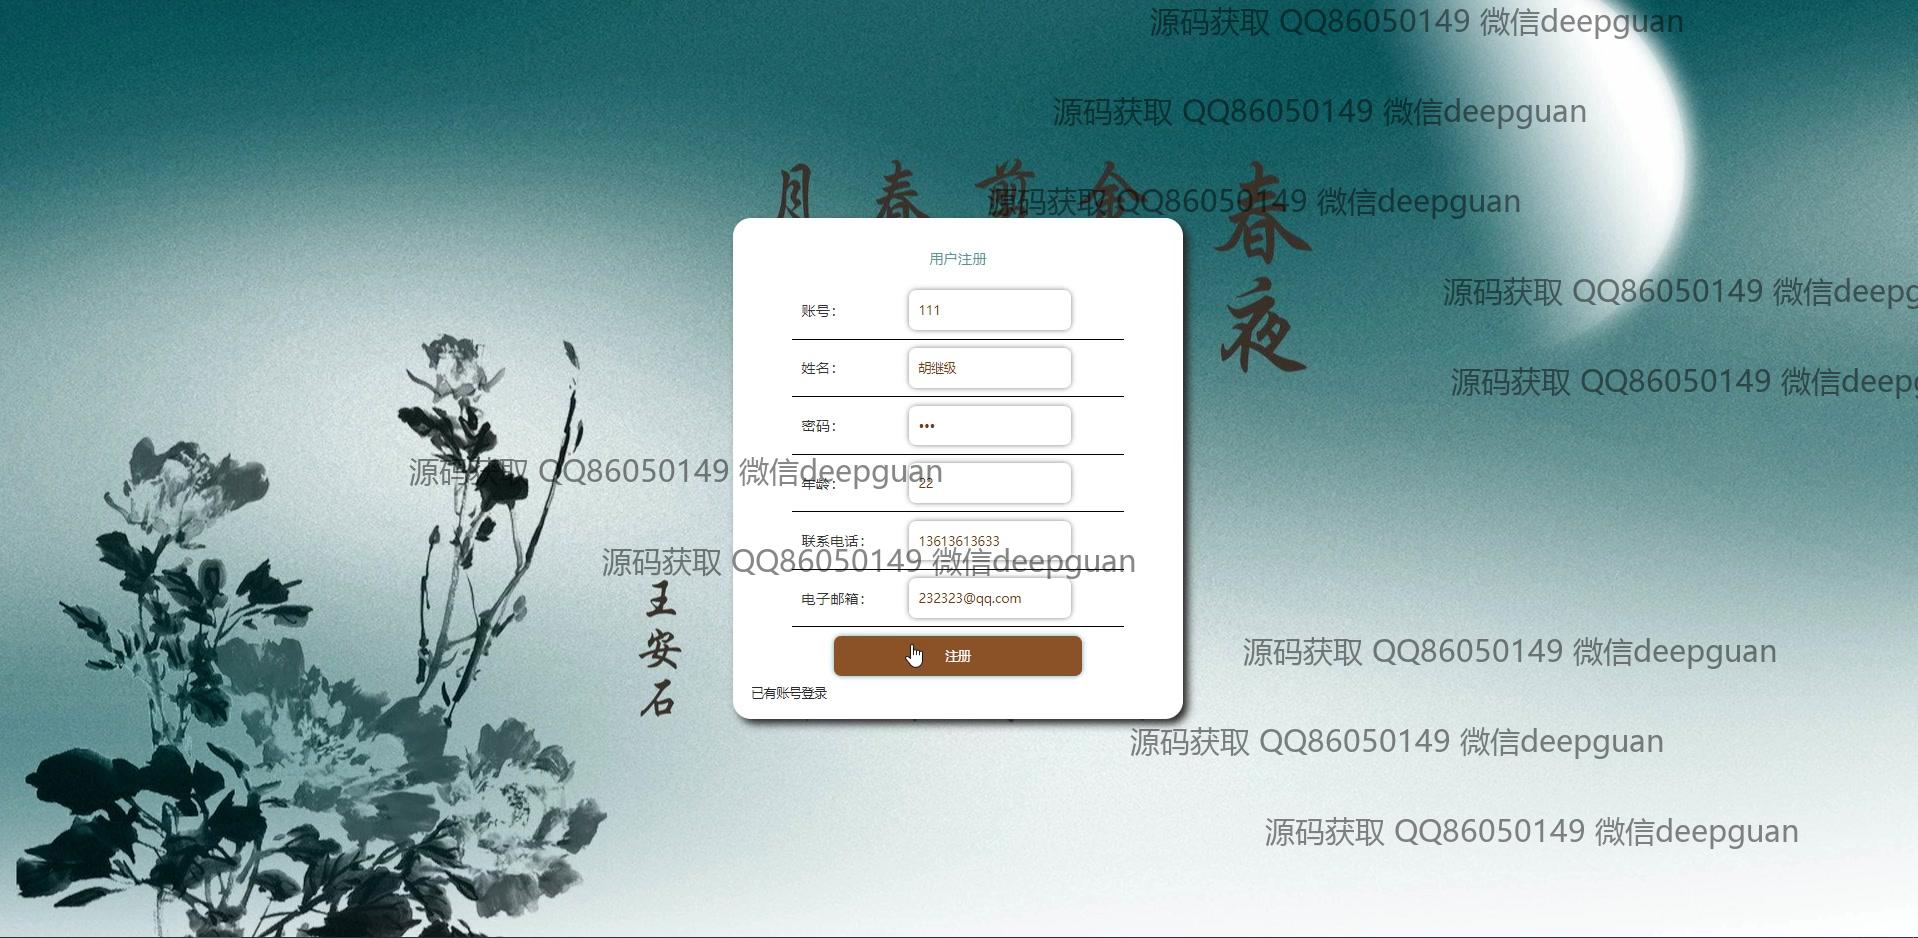 源码获取 QQ86050149 微信deepguan
源码获取 QQ86050149 微信deepguan
月 春 剪 金 春夜
源码获取 QQ86050149 微信deepguan
用户注册
源码获取 QQ86050149 微信deepg
账号： 111
姓名： 胡继级
源码获取 QQ86050149 微信deepg
密码： •••
源码获取 QQ86050149 微信deepguan
年龄： 22
联系电话： 13613613633
源码获取 QQ86050149 微信deepguan
王安石
电子邮箱： 232323@qq.com
注册
源码获取 QQ86050149 微信deepguan
已有账号登录
源码获取 QQ86050149 微信deepguan
源码获取 QQ86050149 微信deepguan